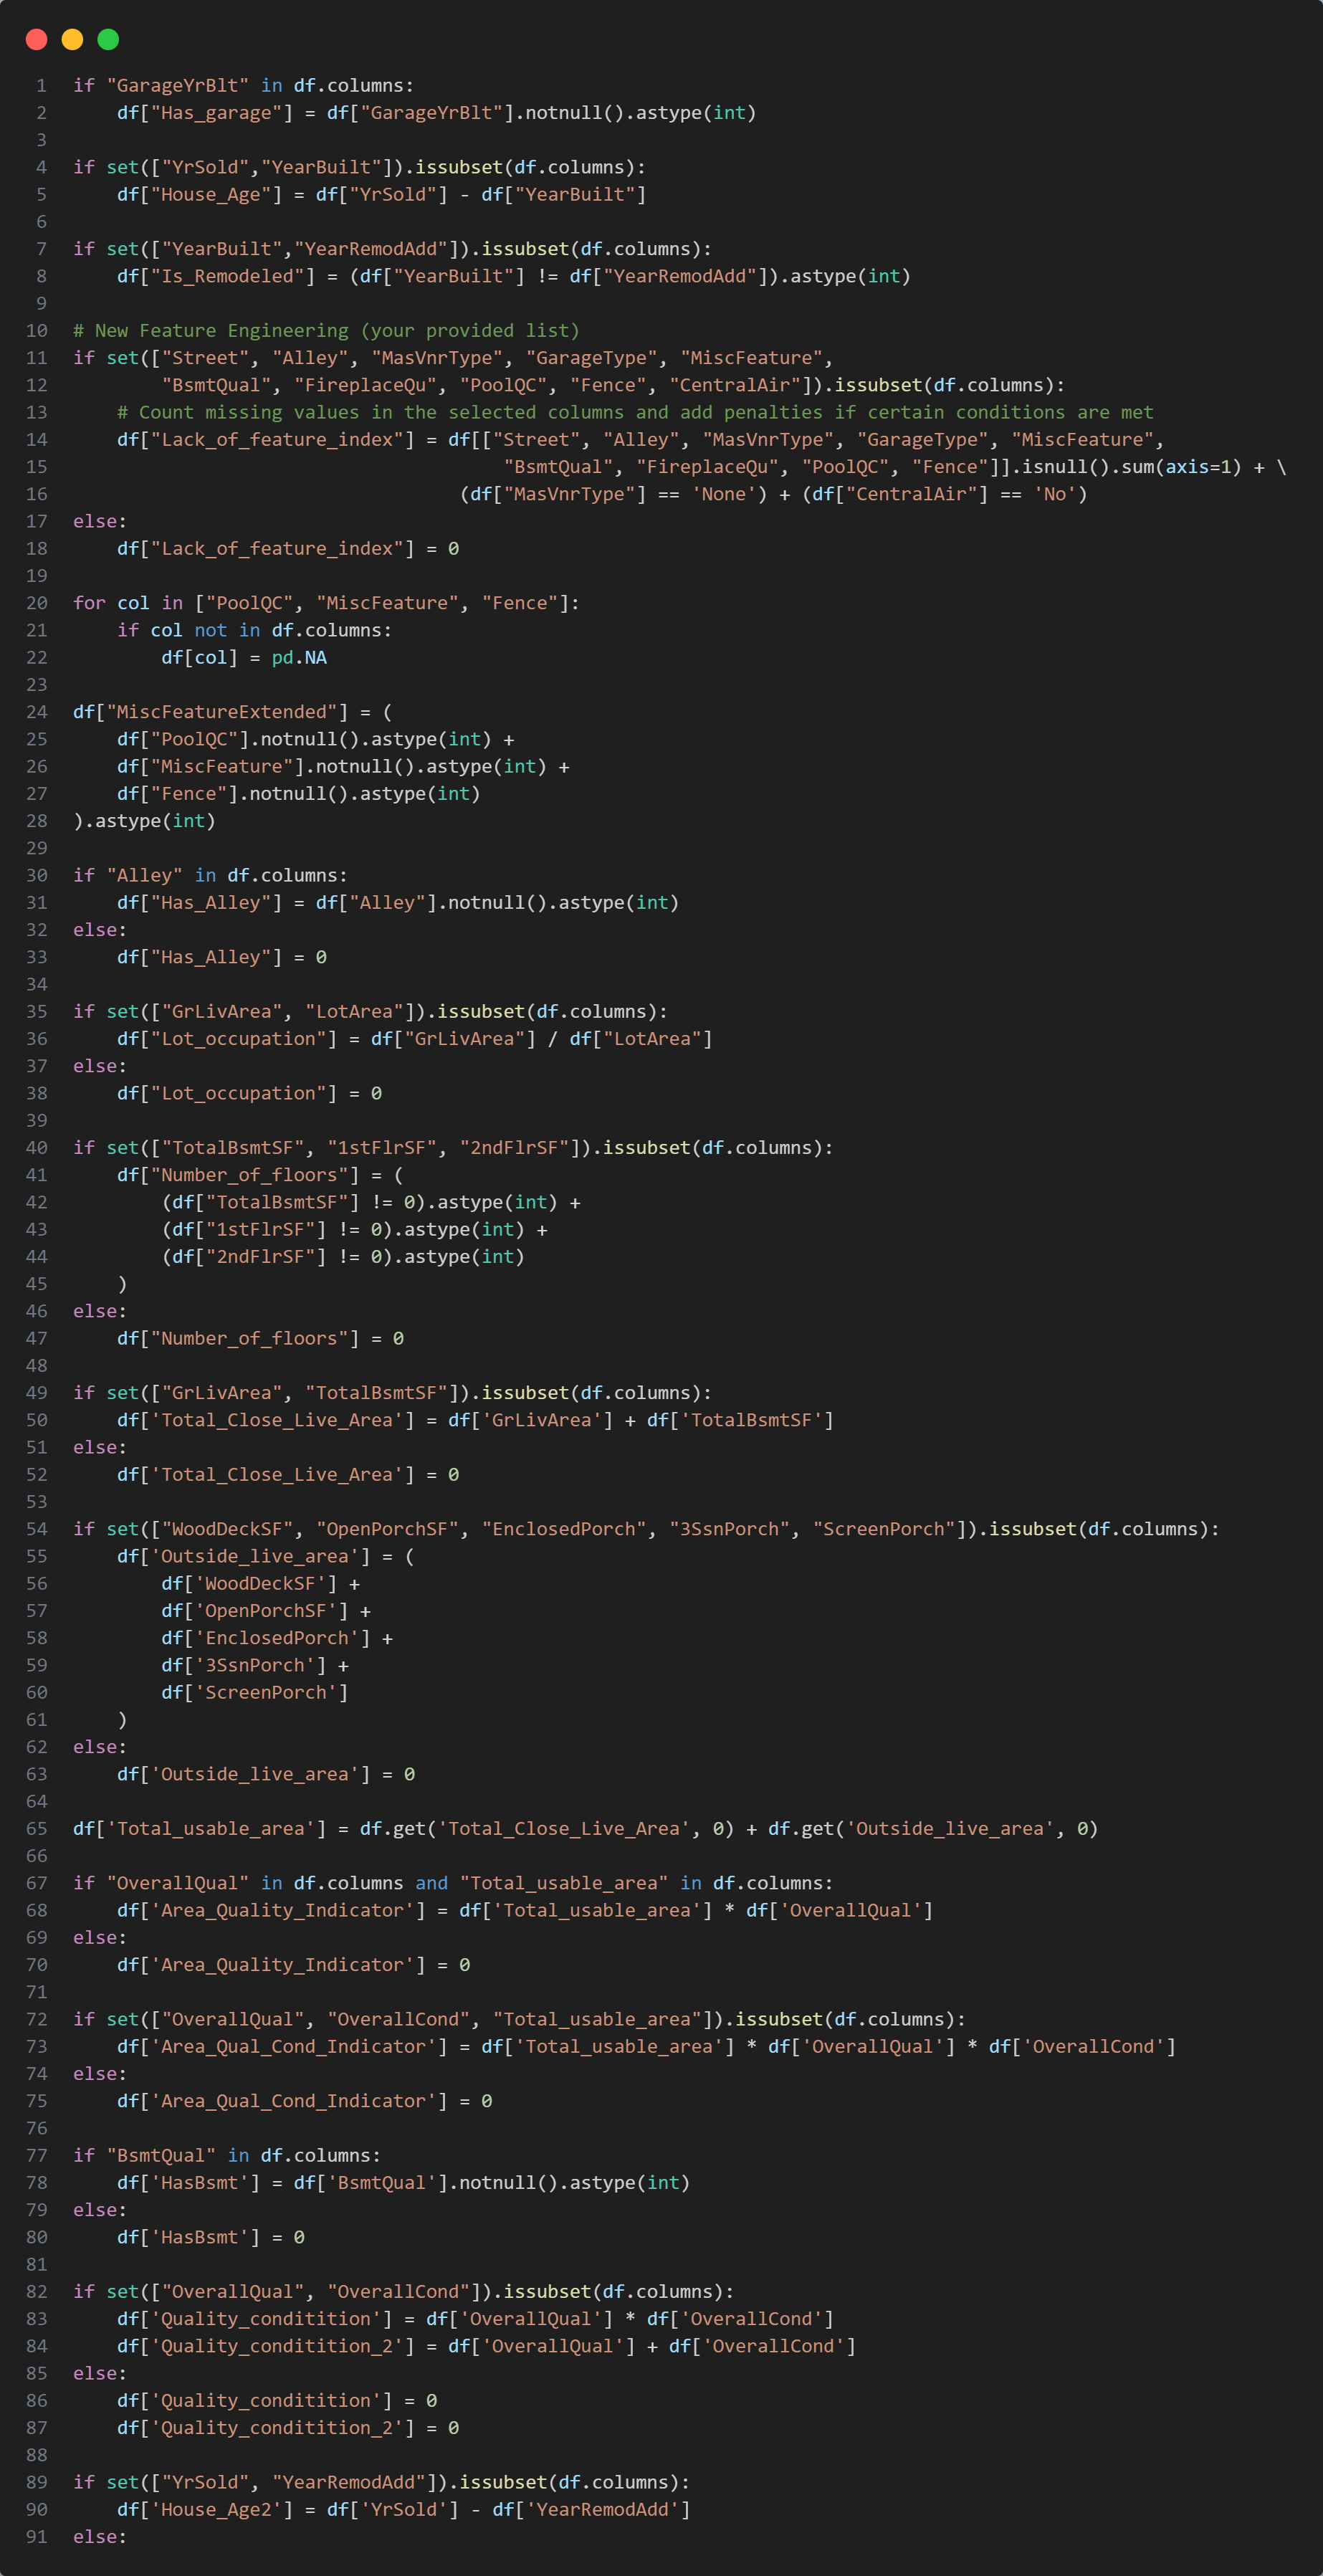 1 if "GarageYrBlt" in df.columns:
2     df["Has_garage"] = df["GarageYrBlt"].notnull().astype(int)
3
4 if set(["YrSold","YearBuilt"]).issubset(df.columns):
5     df["House_Age"] = df["YrSold"] - df["YearBuilt"]
6
7 if set(["YearBuilt","YearRemodAdd"]).issubset(df.columns):
8     df["Is_Remodeled"] = (df["YearBuilt"] != df["YearRemodAdd"]).astype(int)
9
10 # New Feature Engineering (your provided list)
11 if set(["Street", "Alley", "MasVnrType", "GarageType", "MiscFeature",
12         "BsmtQual", "FireplaceQu", "PoolQC", "Fence", "CentralAir"]).issubset(df.columns):
13     # Count missing values in the selected columns and add penalties if certain conditions are met
14     df["Lack_of_feature_index"] = df[["Street", "Alley", "MasVnrType", "GarageType", "MiscFeature",
15                                        "BsmtQual", "FireplaceQu", "PoolQC", "Fence"]].isnull().sum(axis=1) + \
16                                    (df["MasVnrType"] == 'None') + (df["CentralAir"] == 'No')
17 else:
18     df["Lack_of_feature_index"] = 0
19
20 for col in ["PoolQC", "MiscFeature", "Fence"]:
21     if col not in df.columns:
22         df[col] = pd.NA
23
24 df["MiscFeatureExtended"] = (
25     df["PoolQC"].notnull().astype(int) +
26     df["MiscFeature"].notnull().astype(int) +
27     df["Fence"].notnull().astype(int)
28 ).astype(int)
29
30 if "Alley" in df.columns:
31     df["Has_Alley"] = df["Alley"].notnull().astype(int)
32 else:
33     df["Has_Alley"] = 0
34
35 if set(["GrLivArea", "LotArea"]).issubset(df.columns):
36     df["Lot_occupation"] = df["GrLivArea"] / df["LotArea"]
37 else:
38     df["Lot_occupation"] = 0
39
40 if set(["TotalBsmtSF", "1stFlrSF", "2ndFlrSF"]).issubset(df.columns):
41     df["Number_of_floors"] = (
42         (df["TotalBsmtSF"] != 0).astype(int) +
43         (df["1stFlrSF"] != 0).astype(int) +
44         (df["2ndFlrSF"] != 0).astype(int)
45     )
46 else:
47     df["Number_of_floors"] = 0
48
49 if set(["GrLivArea", "TotalBsmtSF"]).issubset(df.columns):
50     df['Total_Close_Live_Area'] = df['GrLivArea'] + df['TotalBsmtSF']
51 else:
52     df['Total_Close_Live_Area'] = 0
53
54 if set(["WoodDeckSF", "OpenPorchSF", "EnclosedPorch", "3SsnPorch", "ScreenPorch"]).issubset(df.columns):
55     df['Outside_live_area'] = (
56         df['WoodDeckSF'] +
57         df['OpenPorchSF'] +
58         df['EnclosedPorch'] +
59         df['3SsnPorch'] +
60         df['ScreenPorch']
61     )
62 else:
63     df['Outside_live_area'] = 0
64
65 df['Total_usable_area'] = df.get('Total_Close_Live_Area', 0) + df.get('Outside_live_area', 0)
66
67 if "OverallQual" in df.columns and "Total_usable_area" in df.columns:
68     df['Area_Quality_Indicator'] = df['Total_usable_area'] * df['OverallQual']
69 else:
70     df['Area_Quality_Indicator'] = 0
71
72 if set(["OverallQual", "OverallCond", "Total_usable_area"]).issubset(df.columns):
73     df['Area_Qual_Cond_Indicator'] = df['Total_usable_area'] * df['OverallQual'] * df['OverallCond']
74 else:
75     df['Area_Qual_Cond_Indicator'] = 0
76
77 if "BsmtQual" in df.columns:
78     df['HasBsmt'] = df['BsmtQual'].notnull().astype(int)
79 else:
80     df['HasBsmt'] = 0
81
82 if set(["OverallQual", "OverallCond"]).issubset(df.columns):
83     df['Quality_conditition'] = df['OverallQual'] * df['OverallCond']
84     df['Quality_conditition_2'] = df['OverallQual'] + df['OverallCond']
85 else:
86     df['Quality_conditition'] = 0
87     df['Quality_conditition_2'] = 0
88
89 if set(["YrSold", "YearRemodAdd"]).issubset(df.columns):
90     df['House_Age2'] = df['YrSold'] - df['YearRemodAdd']
91 else: